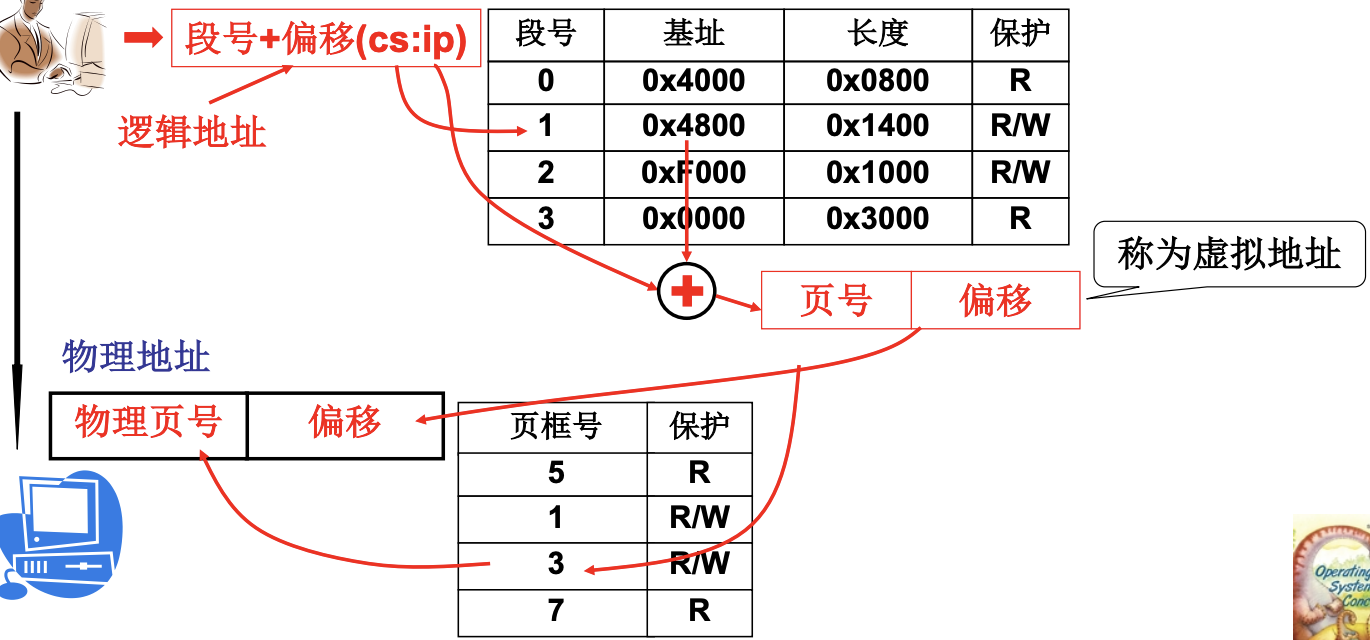 段号+偏移(cs:ip)
逻辑地址
段号 基址 长度 保护
0 0x4000 0x0800 R
1 0x4800 0x1400 R/W
2 0xF000 0x1000 R/W
3 0x0000 0x3000 R
称为虚拟地址
页号 偏移
物理地址
物理页号 偏移
页框号 保护
5 R
1 R/W
3 R/W
7 R
Operating
System
Conc